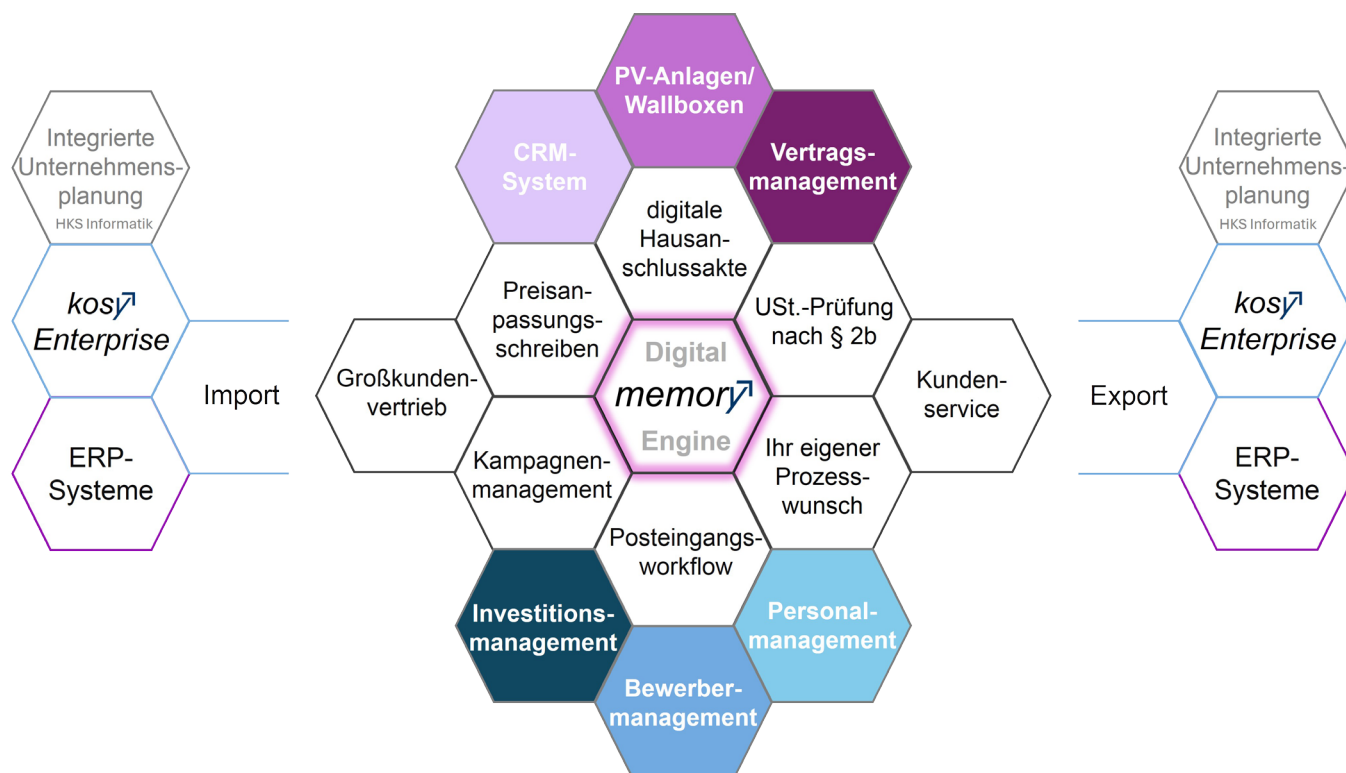 Integrierte
Unternehmens-
planung
HKS Informatik
kosy
Enterprise
ERP-
Systeme
Import
PV-Anlagen/
Wallboxen
CRM-
System
Vertrags-
management
digitale
Hausan-
schlussakte
Preisan-
passungs-
schreiben
USt.-Prüfung
nach § 2b
Großkunden-
vertrieb
Digital
memory
Engine
Kunden-
service
Kampagnen-
management
Ihr eigener
Prozess-
wunsch
Posteingangs-
workflow
Investitions-
management
Personal-
management
Bewerber-
management
Export
Integrierte
Unternehmens-
planung
HKS Informatik
kosy
Enterprise
ERP-
Systeme